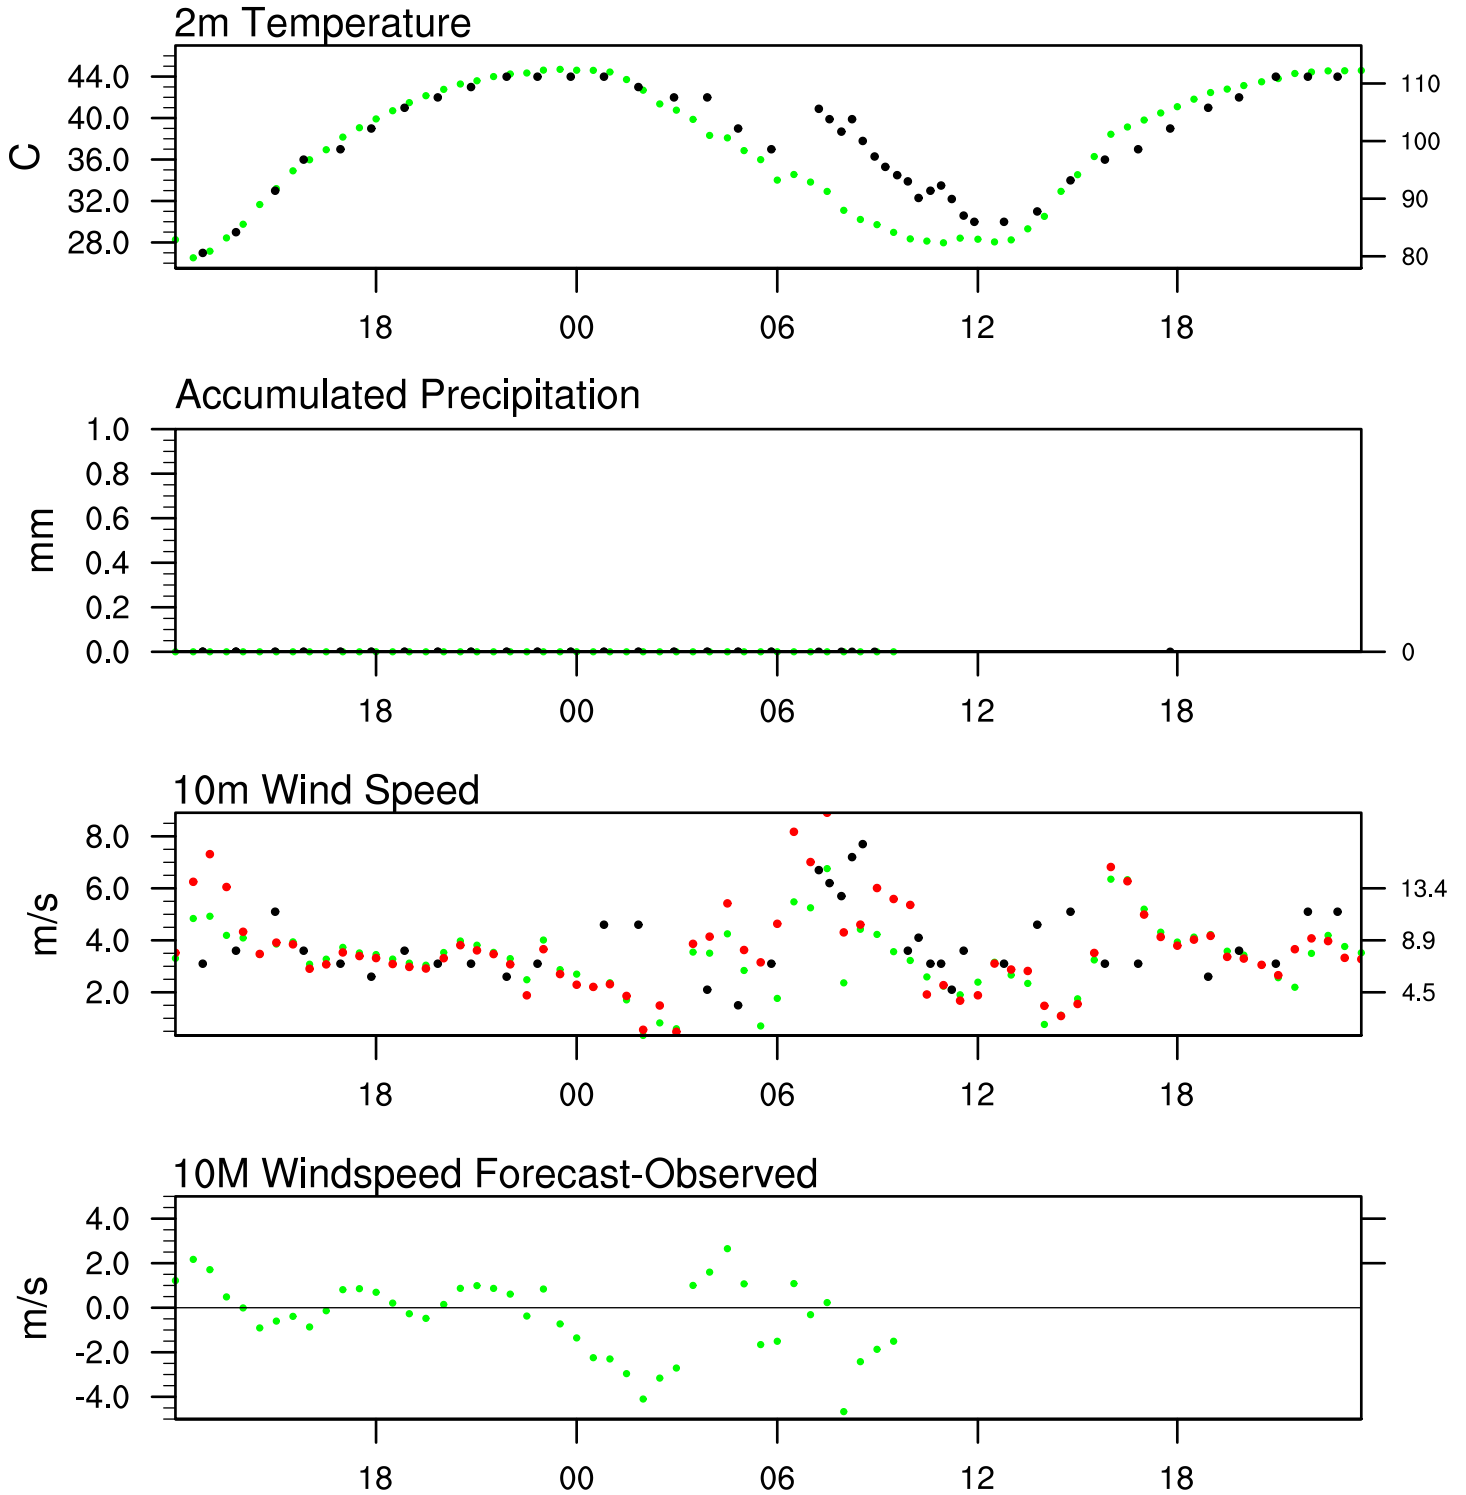 2m Temperature
C
44.0
40.0
36.0
32.0
28.0
110
100
90
80
18 00 06 12 18
Accumulated Precipitation
mm
1.0
0.8
0.6
0.4
0.2
0.0
0
18 00 06 12 18
10m Wind Speed
m/s
8.0
6.0
4.0
2.0
13.4
8.9
4.5
18 00 06 12 18
10M Windspeed Forecast-Observed
m/s
4.0
2.0
0.0
-2.0
-4.0
18 00 06 12 18